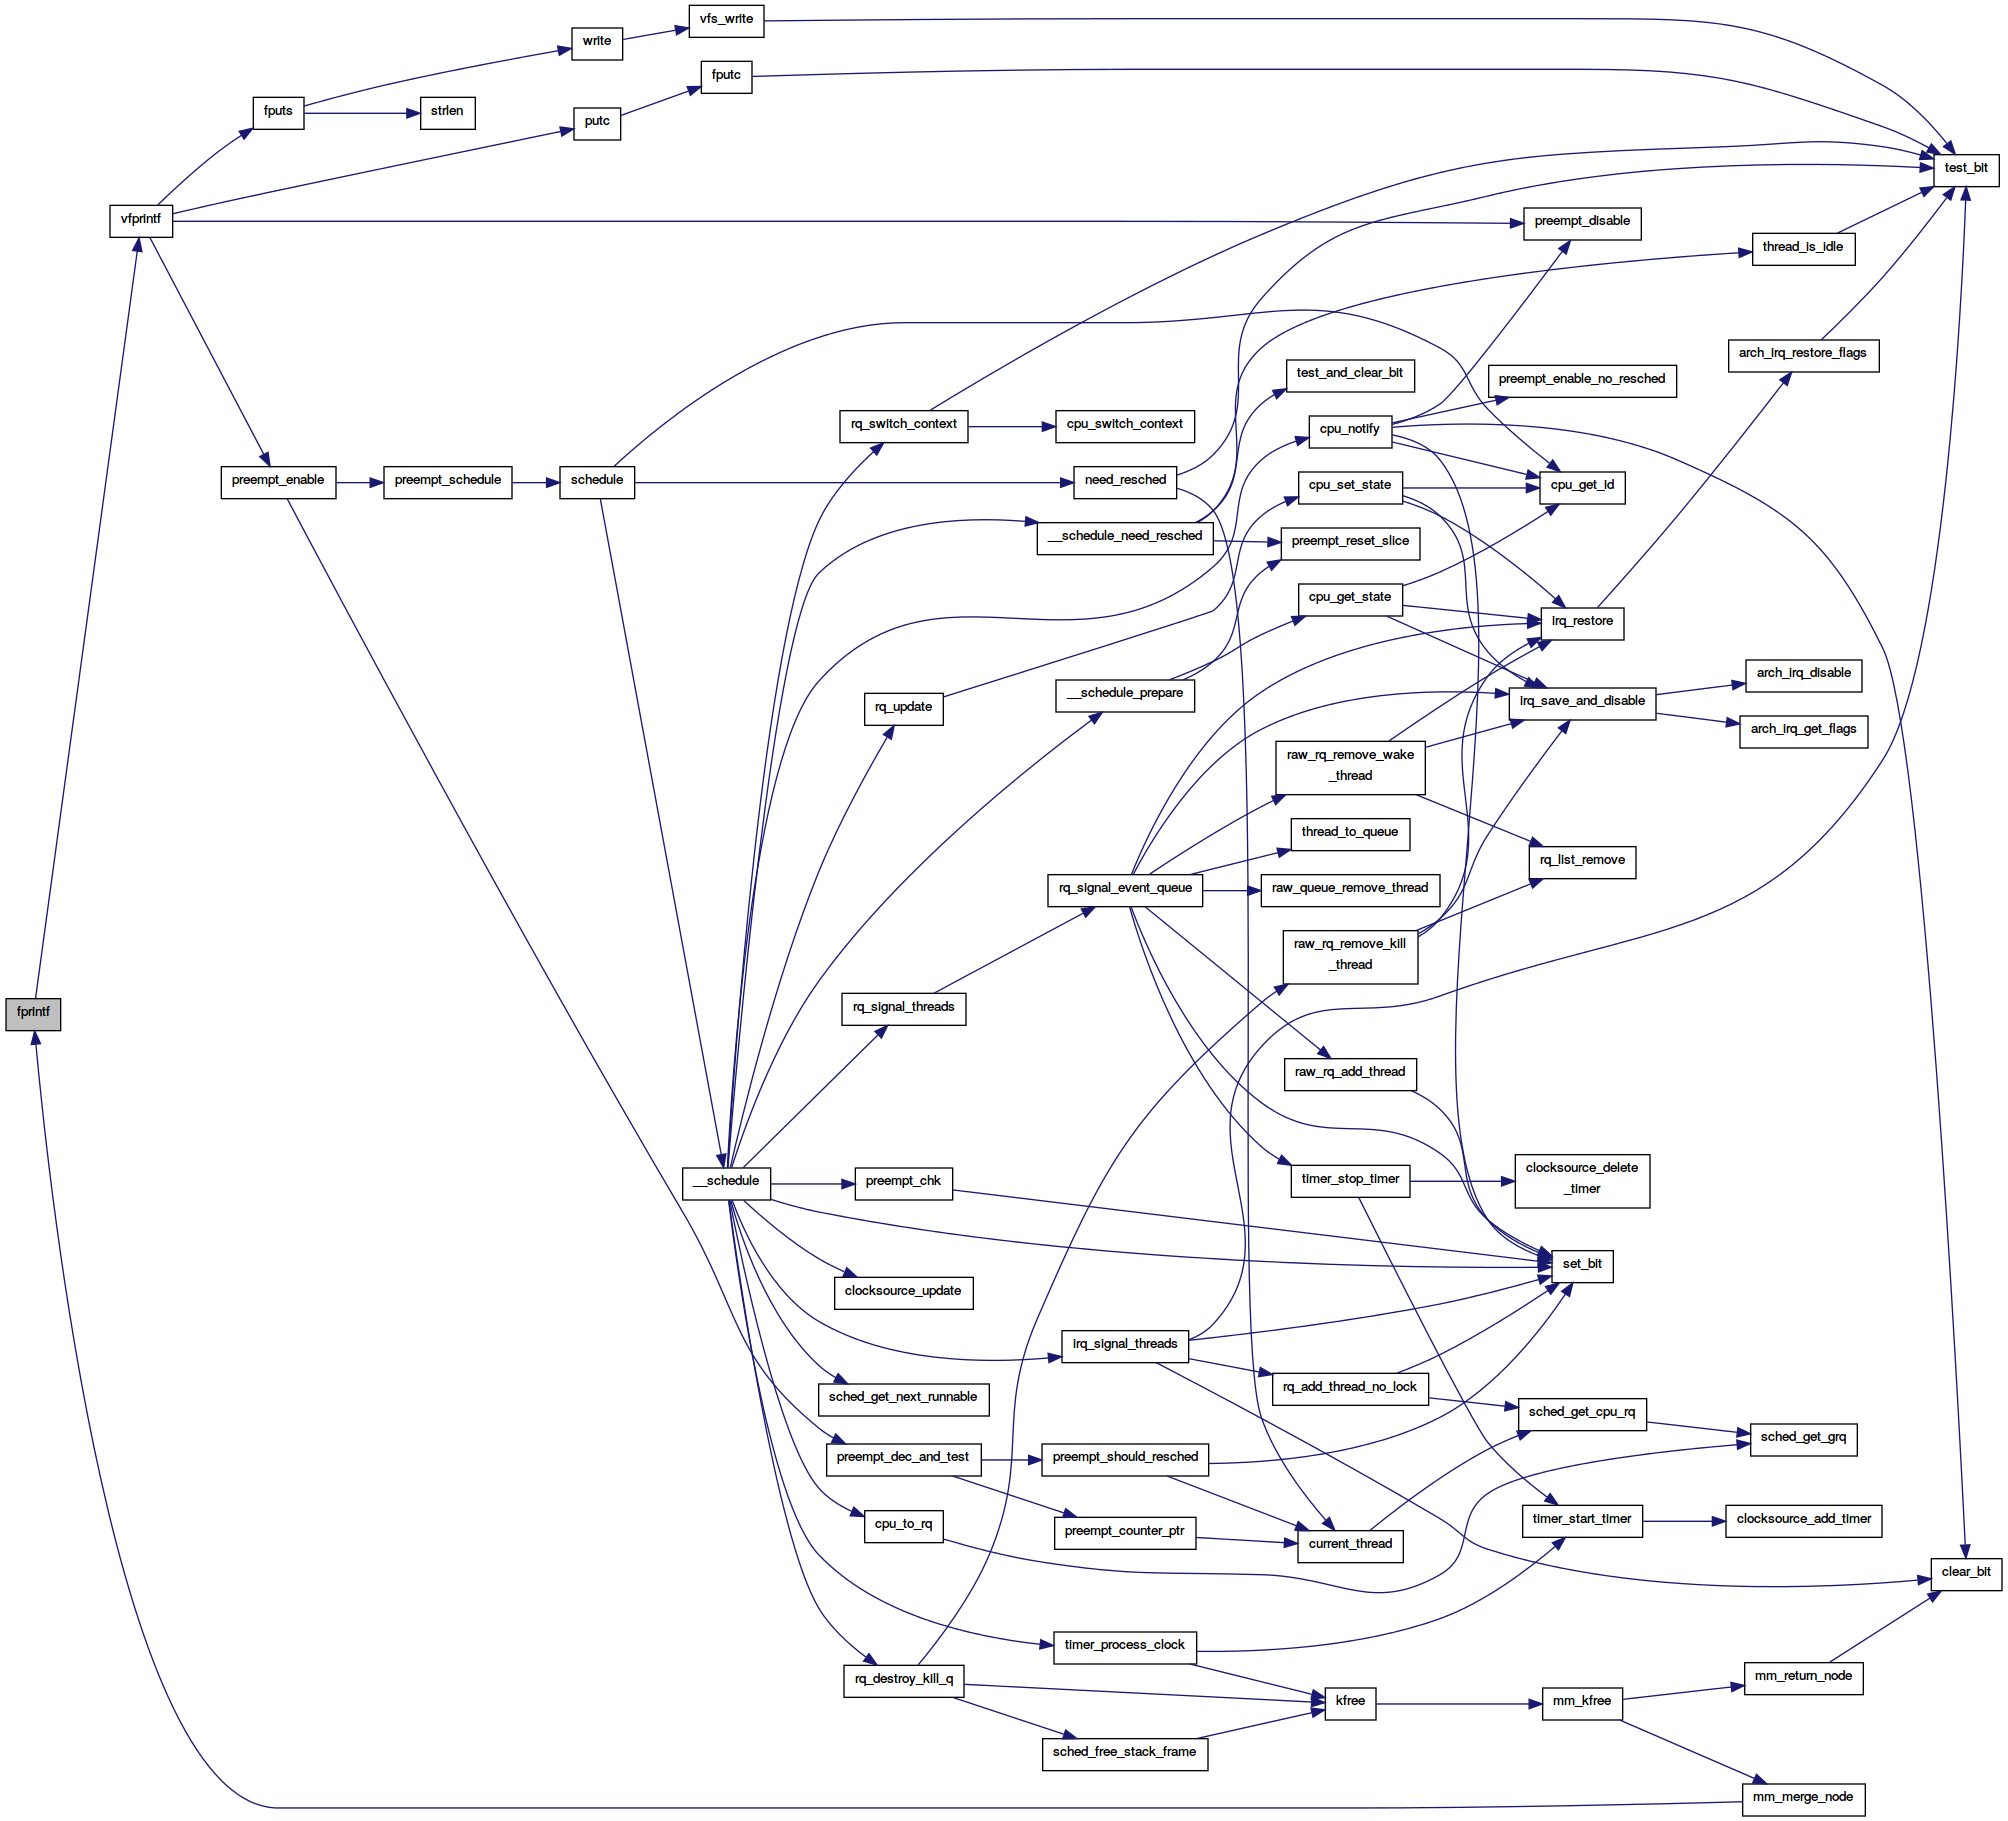 vfs_write
write
fputc
fputs
strlen
putc
test_bit
vfprintf
preempt_disable
thread_is_idle
arch_irq_restore_flags
test_and_clear_bit
preempt_enable_no_resched
rq_switch_context
cpu_switch_context
cpu_notify
preempt_enable
preempt_schedule
schedule
need_resched
cpu_set_state
cpu_get_id
__schedule_need_resched
preempt_reset_slice
cpu_get_state
irq_restore
rq_update
__schedule_prepare
irq_save_and_disable
arch_irq_disable
arch_irq_get_flags
raw_rq_remove_wake
_thread
thread_to_queue
rq_list_remove
rq_signal_event_queue
raw_queue_remove_thread
raw_rq_remove_kill
_thread
fprintf
rq_signal_threads
raw_rq_add_thread
__schedule
preempt_chk
timer_stop_timer
clocksource_delete
_timer
set_bit
clocksource_update
irq_signal_threads
sched_get_next_runnable
rq_add_thread_no_lock
sched_get_cpu_rq
sched_get_grq
preempt_dec_and_test
preempt_should_resched
cpu_to_rq
preempt_counter_ptr
current_thread
timer_start_timer
clocksource_add_timer
clear_bit
timer_process_clock
rq_destroy_kill_q
kfree
mm_kfree
mm_return_node
sched_free_stack_frame
mm_merge_node